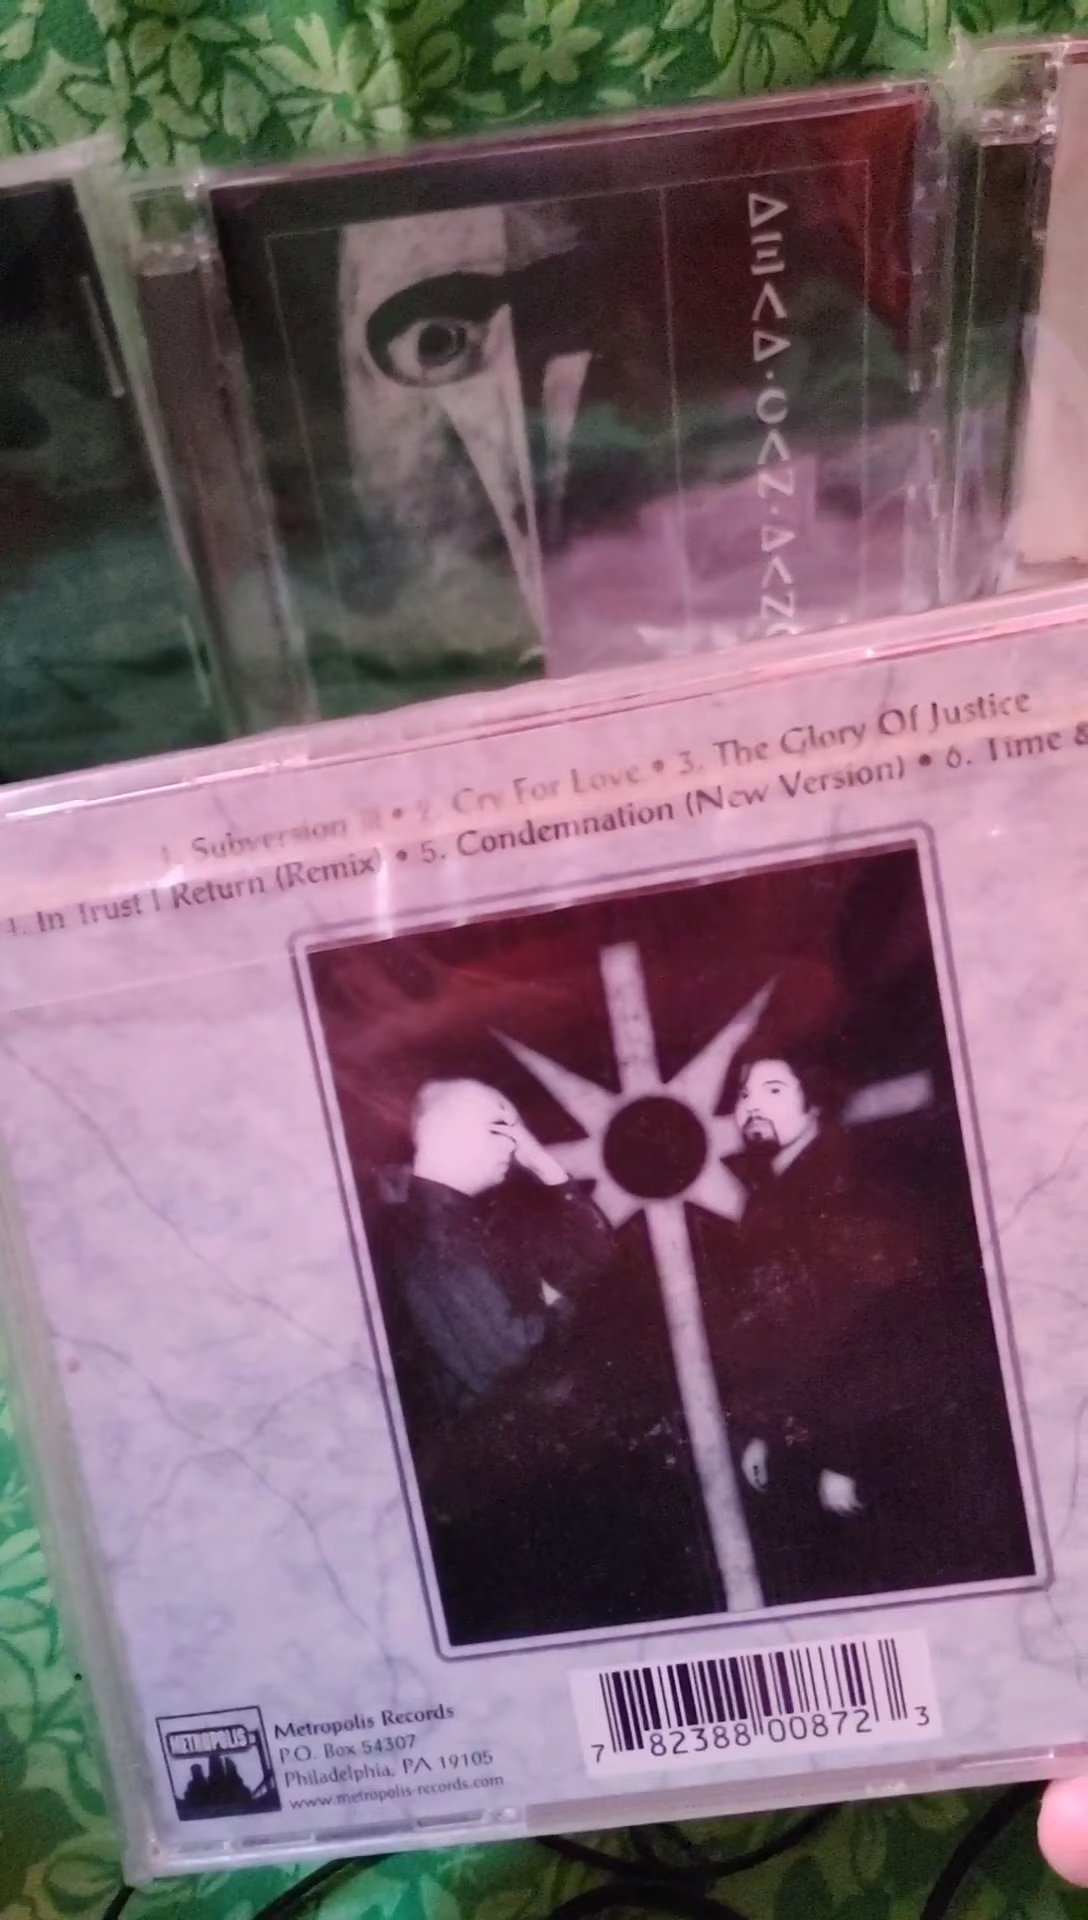 DEAD·CAN·DANC
1. Subversion II • 2. Cry For Love • 3. The Glory Of Justice
4. In Trust I Return (Remix) • 5. Condemnation (New Version) • 6. Time &
METROPOLIS
Metropolis Records
P.O. Box 54307
Philadelphia, PA 19105
www.metropolis-records.com
7 82388 00872 3